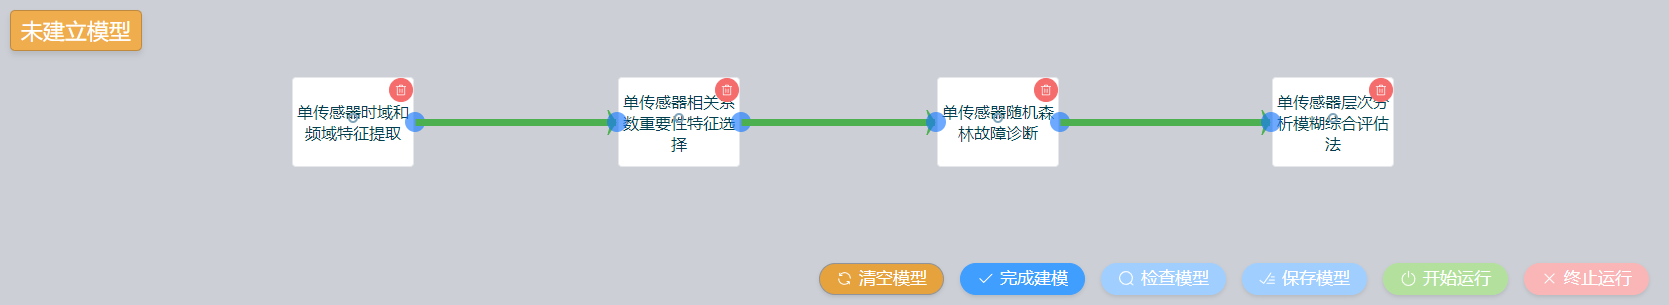 未建立模型
单传感器时域和
频域特征提取
单传感器相关系
数重要性特征选
择
单传感器随机森
林故障诊断
单传感器层次分
析模糊综合评估
法
清空模型
完成建模
检查模型
保存模型
开始运行
终止运行